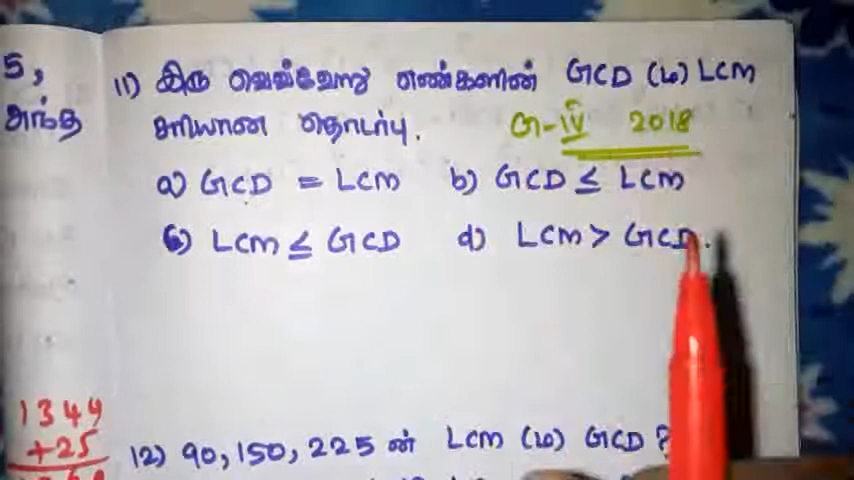 5,
அந்த
11) இரு வெவ்வேறு எண்களின் GCD (ம) LCM
சரியான தொடர்பு. G-IV 2018
a) GCD = LCM b) GCD ≤ LCM
c) LCM ≤ GCD d) LCM > GCD.
1349
+25
12) 90, 150, 225 ன் LCM (ம) GCD?